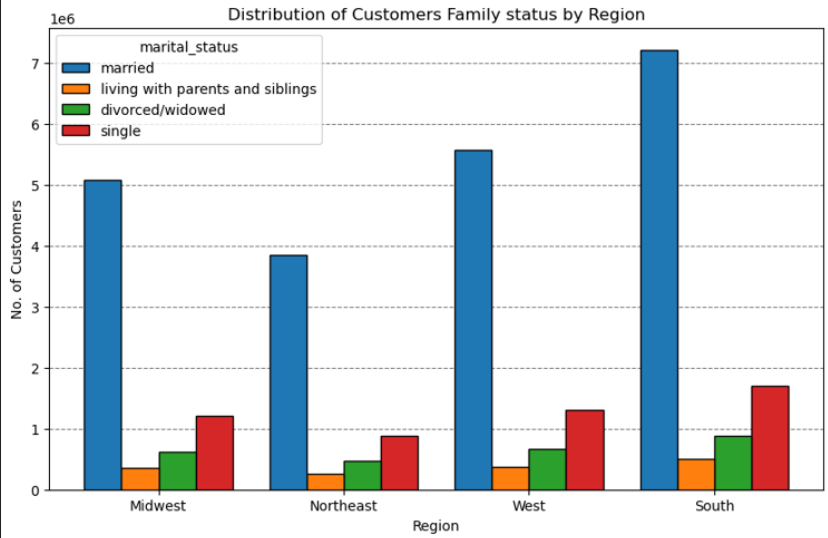 Distribution of Customers Family status by Region
1e6
marital_status
married
living with parents and siblings
divorced/widowed
single
No. of Customers
7
6
5
4
3
2
1
0
Midwest Northeast West South
Region